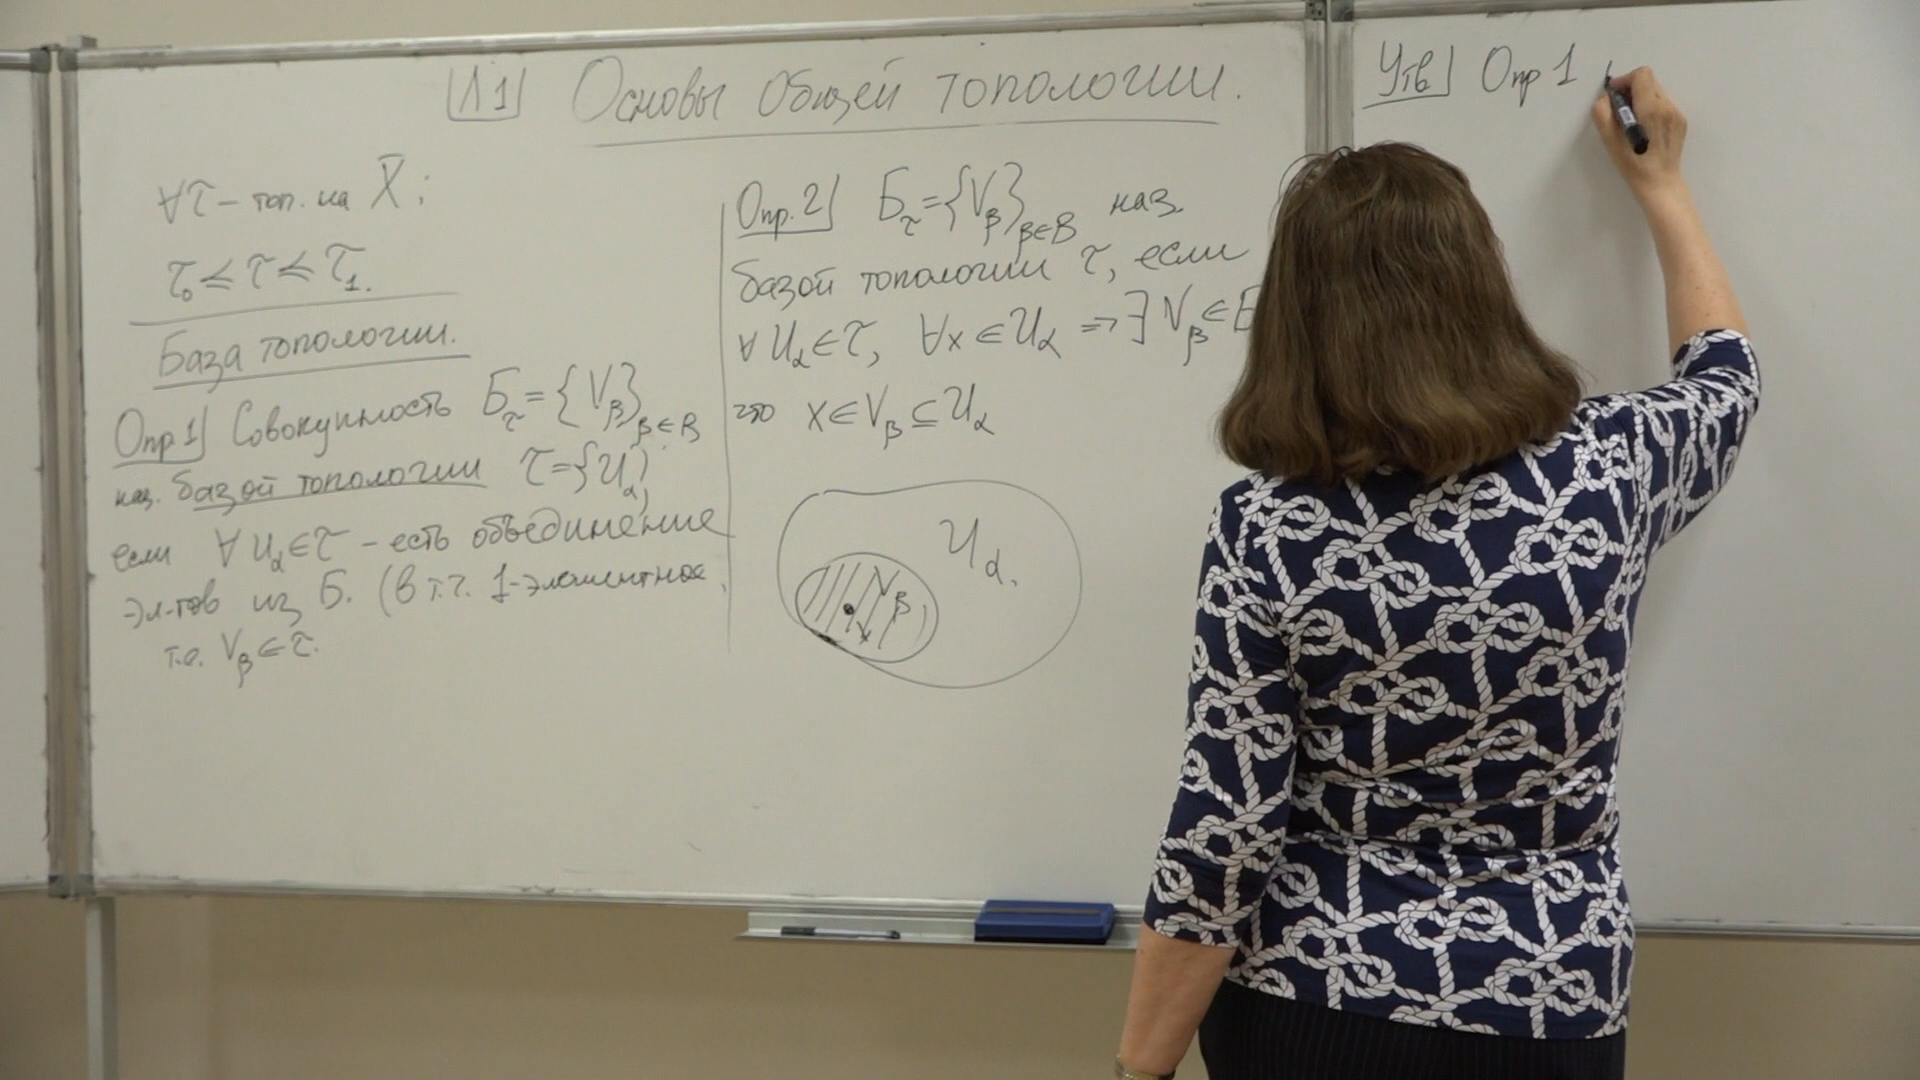 Л1 Основы общей топологии.
∀τ – топ. на X;
τ₀ ≤ τ ≤ τ₁.
База топологии.
Опр 1 Совокупность Б_τ = {V_β}_{β∈B}
наз. базой топологии τ = {U_α},
если ∀ U_α ∈ τ – есть объединение
эл-тов из Б. (в т.ч. 1-элементное,
т.е. V_β ∈ τ.
Опр. 2 Б_τ = {V_β}_{β∈B} наз.
базой топологии τ, если
∀ U_α ∈ τ, ∀x ∈ U_α ⇒ ∃ V_β ∈ Б
что x ∈ V_β ⊆ U_α
U_α.
V_β
x
Утв Опр 1